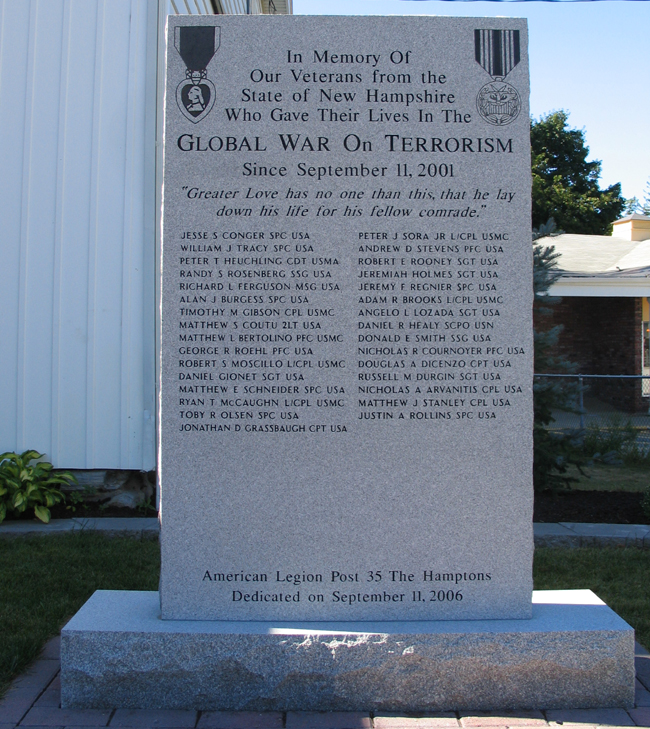 In Memory Of
Our Veterans from the
State of New Hampshire
Who Gave Their Lives In The
GLOBAL WAR ON TERRORISM
Since September 11, 2001
"Greater Love has no one than this, that he lay
down his life for his fellow comrade."
JESSE S CONGER SPC USA
WILLIAM J TRACY SPC USA
PETER T HEUCHLING CDT USMA
RANDY S ROSENBERG SSG USA
RICHARD L FERGUSON MSG USA
ALAN J BURGESS SPC USA
TIMOTHY M GIBSON CPL USMC
MATTHEW S COUTU 2LT USA
MATTHEW L BERTOLINO PFC USMC
GEORGE R ROEHL PFC USA
ROBERT S MOSCILLO L/CPL USMC
DANIEL GIONET SGT USA
MATTHEW E SCHNEIDER SPC USA
RYAN T McCAUGHN L/CPL USMC
TOBY R OLSEN SPC USA
JONATHAN D GRASSBAUGH CPT USA
PETER J SORA JR L/CPL USMC
ANDREW D STEVENS PFC USA
ROBERT E ROONEY SGT USA
JEREMIAH HOLMES SGT USA
JEREMY F REGNIER SPC USA
ADAM R BROOKS L/CPL USMC
ANGELO L LOZADA SGT USA
DANIEL R HEALY SCPO USN
DONALD E SMITH SSG USA
NICHOLAS R COURNOYER PFC USA
DOUGLAS A DICENZO CPT USA
RUSSELL M DURGIN SGT USA
NICHOLAS A ARVANITIS CPL USA
MATTHEW J STANLEY CPL USA
JUSTIN A ROLLINS SPC USA
American Legion Post 35 The Hamptons
Dedicated on September 11, 2006